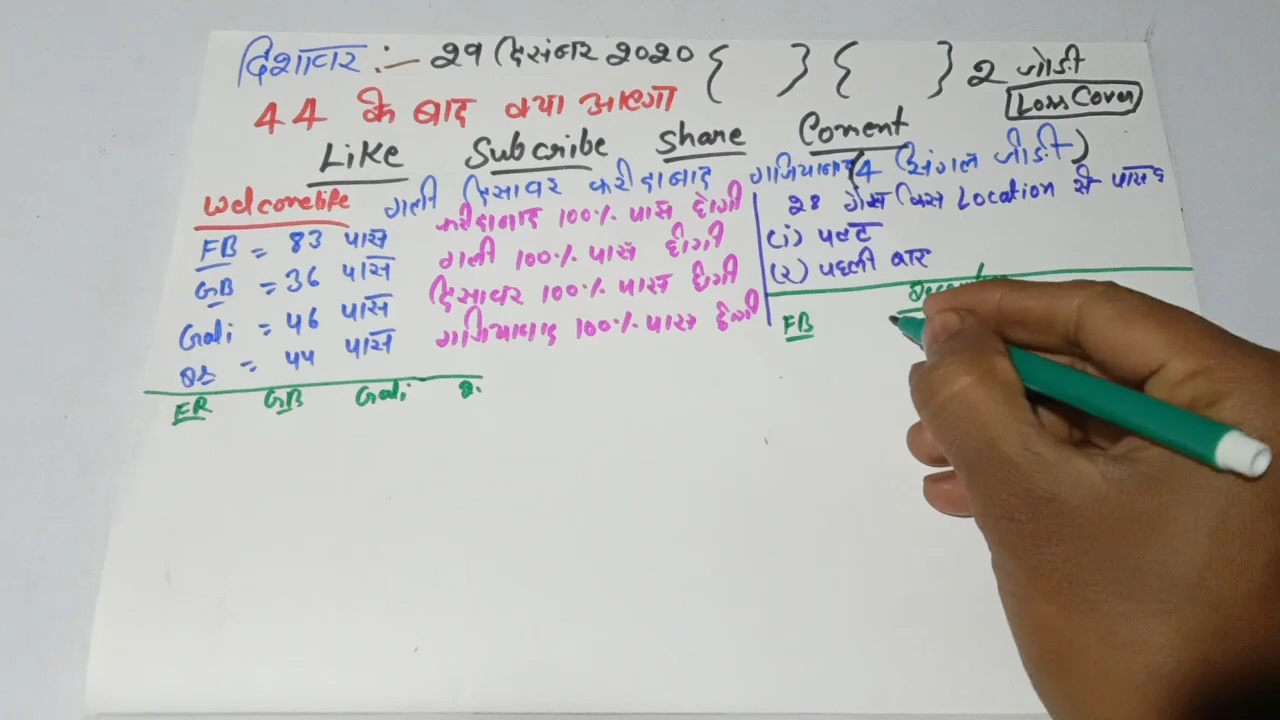 दिशावर :- 29 दिसंबर 2020 { } { } 2 जोडी
44 के बाद क्या आएगा
Loss Cover
Like Subcribe Share Coment
गली दिसावर फरीदाबाद गाजियाबाद (4 सिंगल जोडी)
Welcomelife
FB = 83 पास
GB = 36 पास
Gali = 46 पास
DS = 44 पास
फरीदाबाद 100% पास होगी
गली 100% पास होगी
दिसावर 100% पास होगी
गाजियाबाद 100% पास होगी
28 गेस किस Location से पास
(i) पलट
(२) पहली बार
FB GB Gali
FB